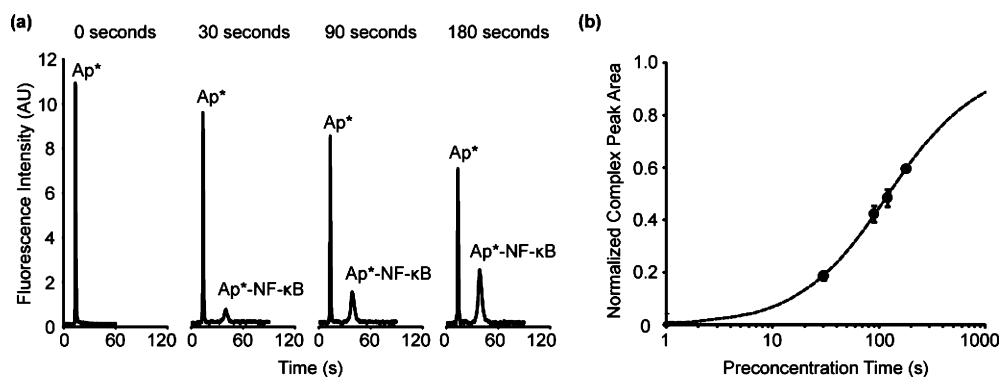 (a)
0 seconds
30 seconds
90 seconds
180 seconds
(b)
Fluorescence Intensity (AU)
12
10
8
6
4
2
0
Ap*
Ap*
Ap*-NF-κB
Ap*
Ap*-NF-κB
Ap*
Ap*-NF-κB
0 60 120
0 60 120
0 60 120
0 60 120
Time (s)
Normalized Complex Peak Area
1.0
0.8
0.6
0.4
0.2
0
1 10 100 1000
Preconcentration Time (s)